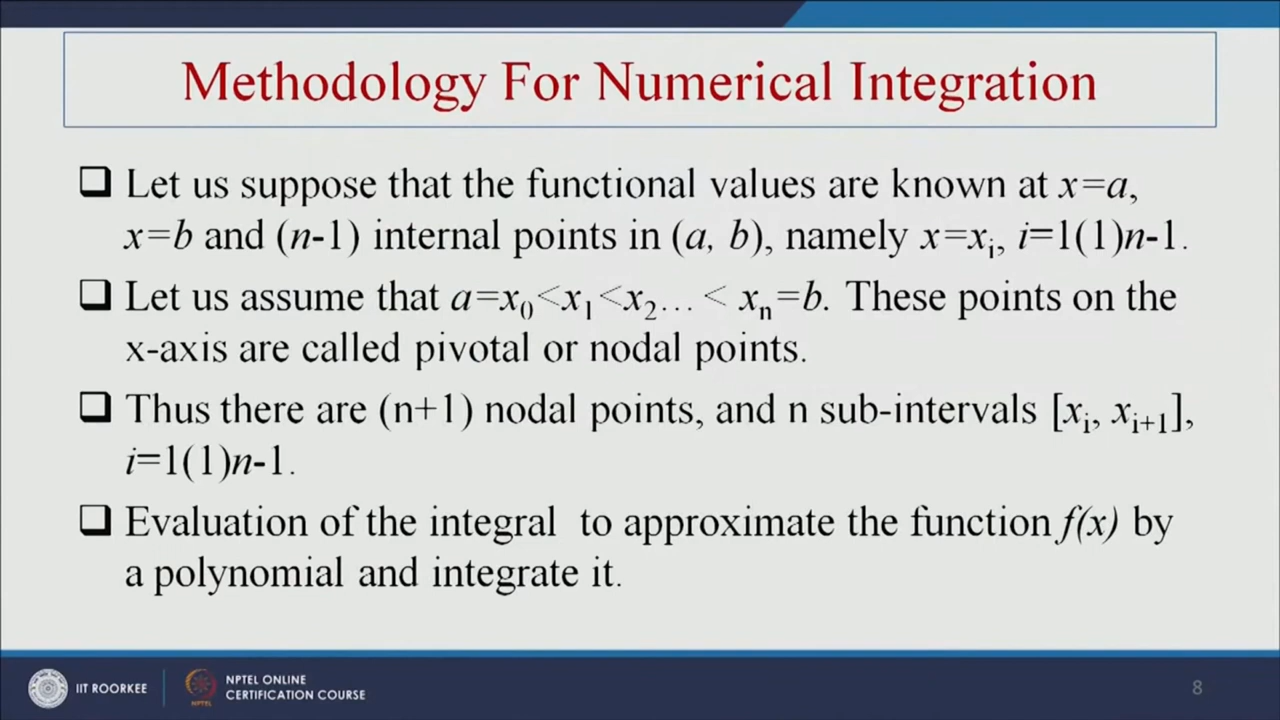 Methodology For Numerical Integration
❑ Let us suppose that the functional values are known at x=a,
x=b and (n-1) internal points in (a, b), namely x=xᵢ, i=1(1)n-1.
❑ Let us assume that a=x₀<x₁<x₂... < xₙ=b. These points on the
x-axis are called pivotal or nodal points.
❑ Thus there are (n+1) nodal points, and n sub-intervals [xᵢ, xᵢ₊₁],
i=1(1)n-1.
❑ Evaluation of the integral to approximate the function f(x) by
a polynomial and integrate it.
IIT ROORKEE
NPTEL
NPTEL ONLINE
CERTIFICATION COURSE
8